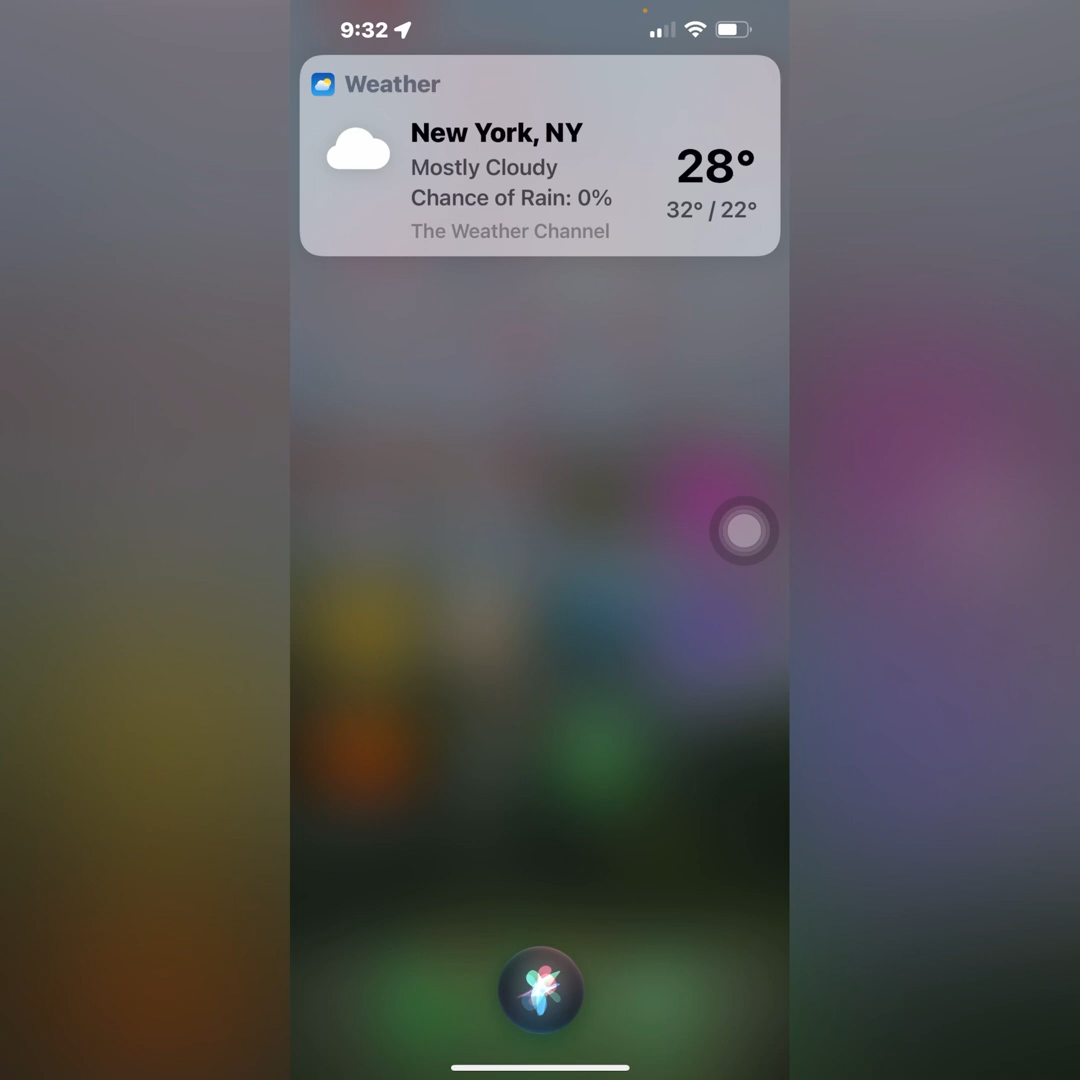 9:32
Weather
New York, NY
Mostly Cloudy
Chance of Rain: 0%
The Weather Channel
28°
32° / 22°